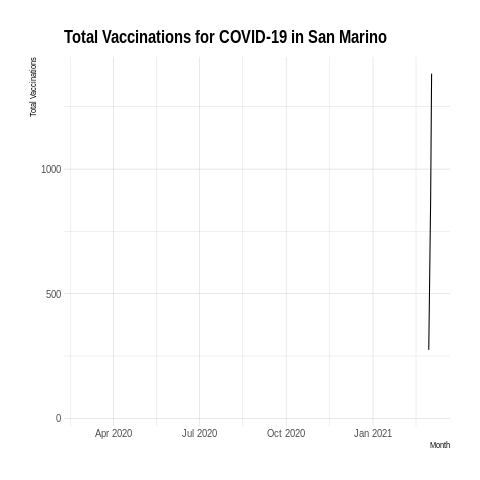 Total Vaccinations for COVID-19 in San Marino
Total Vaccinations
1000
500
0
Apr 2020 Jul 2020 Oct 2020 Jan 2021
Month